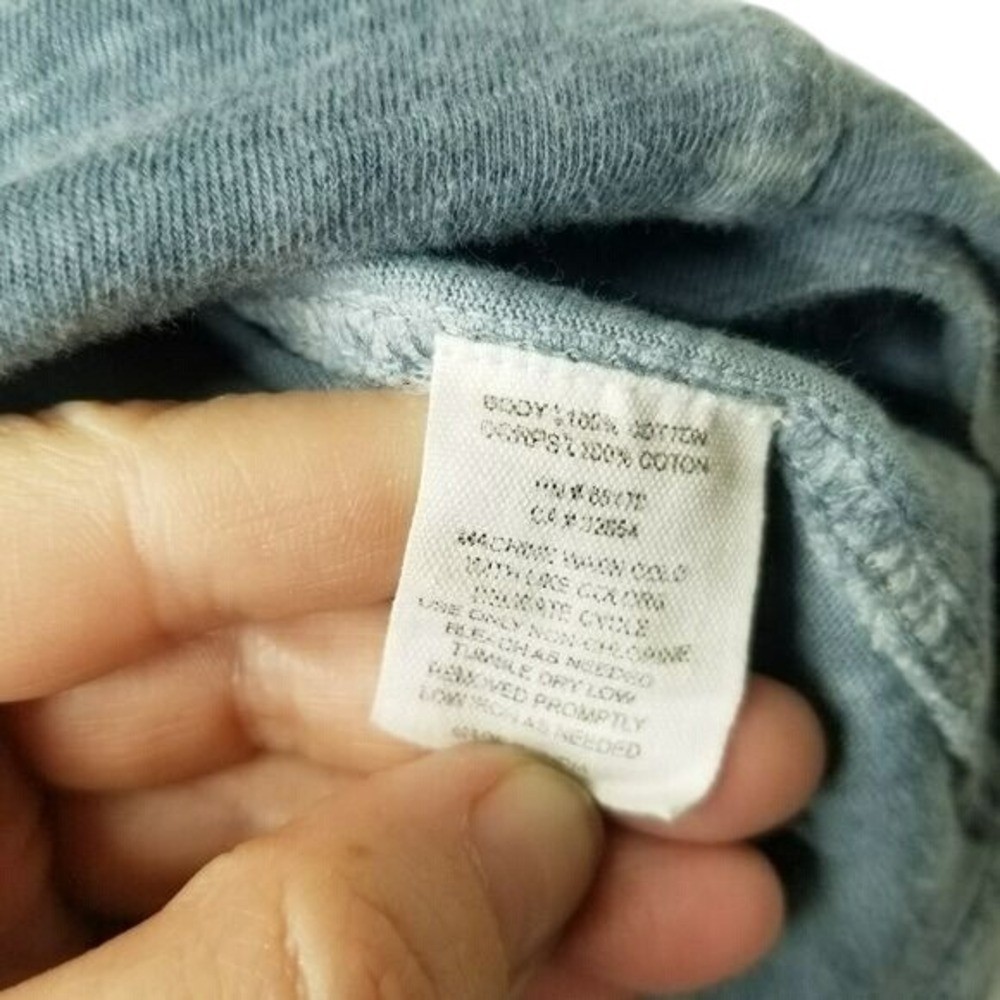 BODY : 100% COTTON
CORPS : 100% COTON
RN #
CA #
MACHINE WASH COLD
WITH LIKE COLORS
DELICATE CYCLE
USE ONLY NON-CHLORINE
BLEACH AS NEEDED
TUMBLE DRY LOW
REMOVED PROMPTLY
LOW IRON AS NEEDED